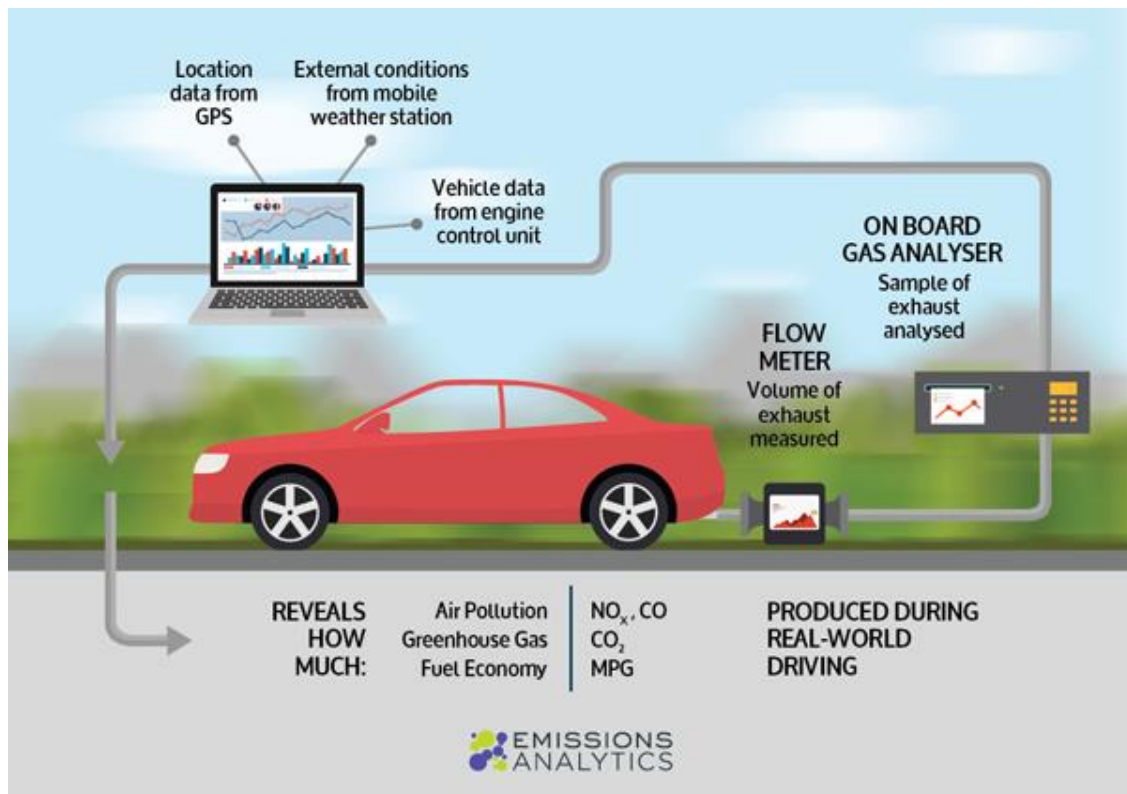 Location
data from
GPS
External conditions
from mobile
weather station
Vehicle data
from engine
control unit
ON BOARD
GAS ANALYSER
Sample of
exhaust
analysed
FLOW
METER
Volume of
exhaust
measured
REVEALS
HOW
MUCH:
Air Pollution
Greenhouse Gas
Fuel Economy
NOₓ, CO
CO₂
MPG
PRODUCED DURING
REAL-WORLD
DRIVING
EMISSIONS
ANALYTICS